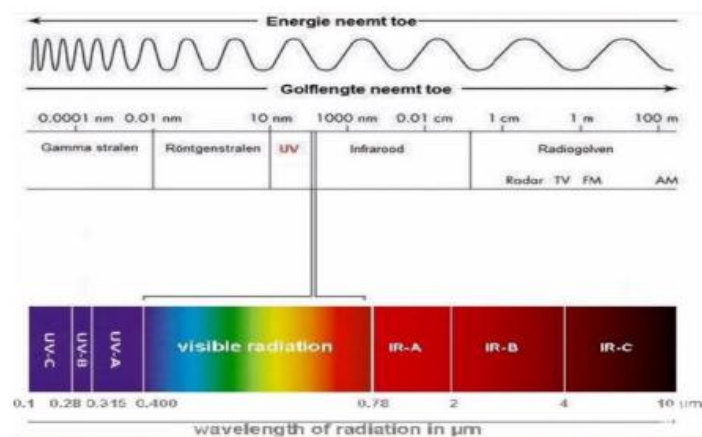 Energie neemt toe
Golflengte neemt toe
0.0001 nm 0.01 nm 10 nm 1000 nm 0.01 cm 1 cm 1 m 100 m
Gamma stralen Röntgenstralen UV Infrarood Radiogolven
Radar TV FM AM
UV-C UV-B UV-A visible radiation IR-A IR-B IR-C
0.1 0.28 0.315 0.400 0.78 2 4 10 µm
wavelength of radiation in µm